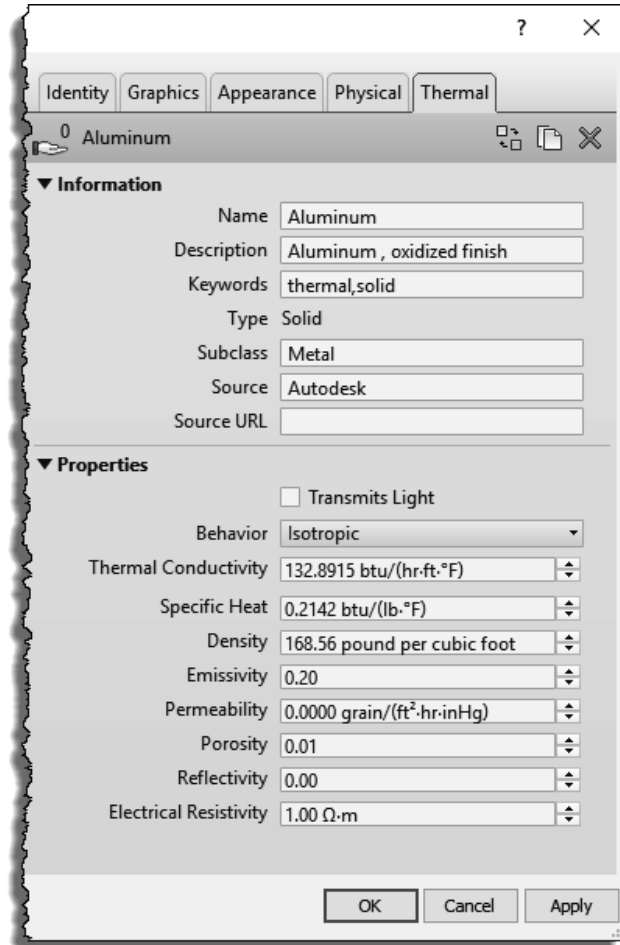 ?
Identity Graphics Appearance Physical Thermal
0 Aluminum
Information
Name Aluminum
Description Aluminum , oxidized finish
Keywords thermal,solid
Type Solid
Subclass Metal
Source Autodesk
Source URL
Properties
Transmits Light
Behavior Isotropic
Thermal Conductivity 132.8915 btu/(hr·ft·°F)
Specific Heat 0.2142 btu/(lb·°F)
Density 168.56 pound per cubic foot
Emissivity 0.20
Permeability 0.0000 grain/(ft²·hr·inHg)
Porosity 0.01
Reflectivity 0.00
Electrical Resistivity 1.00 Ω·m
OK Cancel Apply